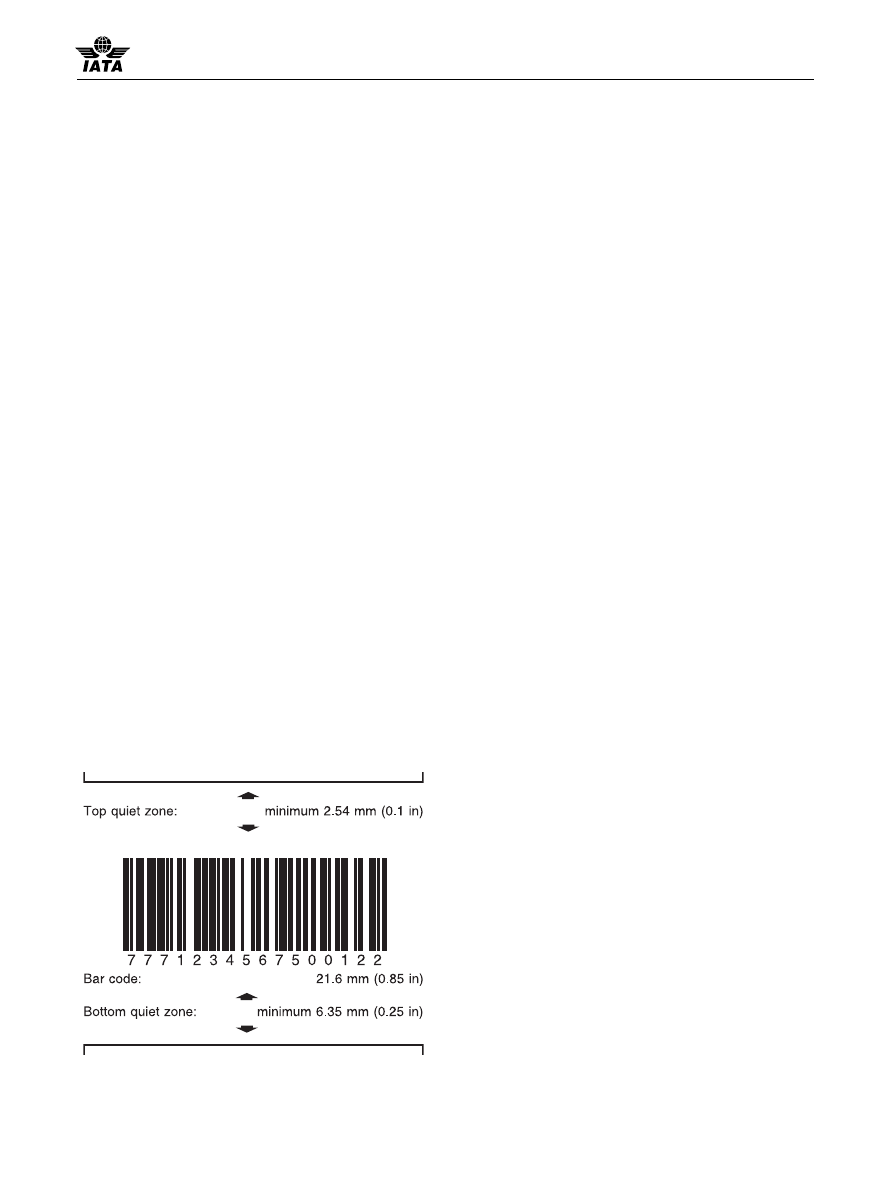 IATA
Top quiet zone: minimum 2.54 mm (0.1 in)
7 7 7 1 2 3 4 5 6 7 5 0 0 1 2 2
Bar code: 21.6 mm (0.85 in)
Bottom quiet zone: minimum 6.35 mm (0.25 in)